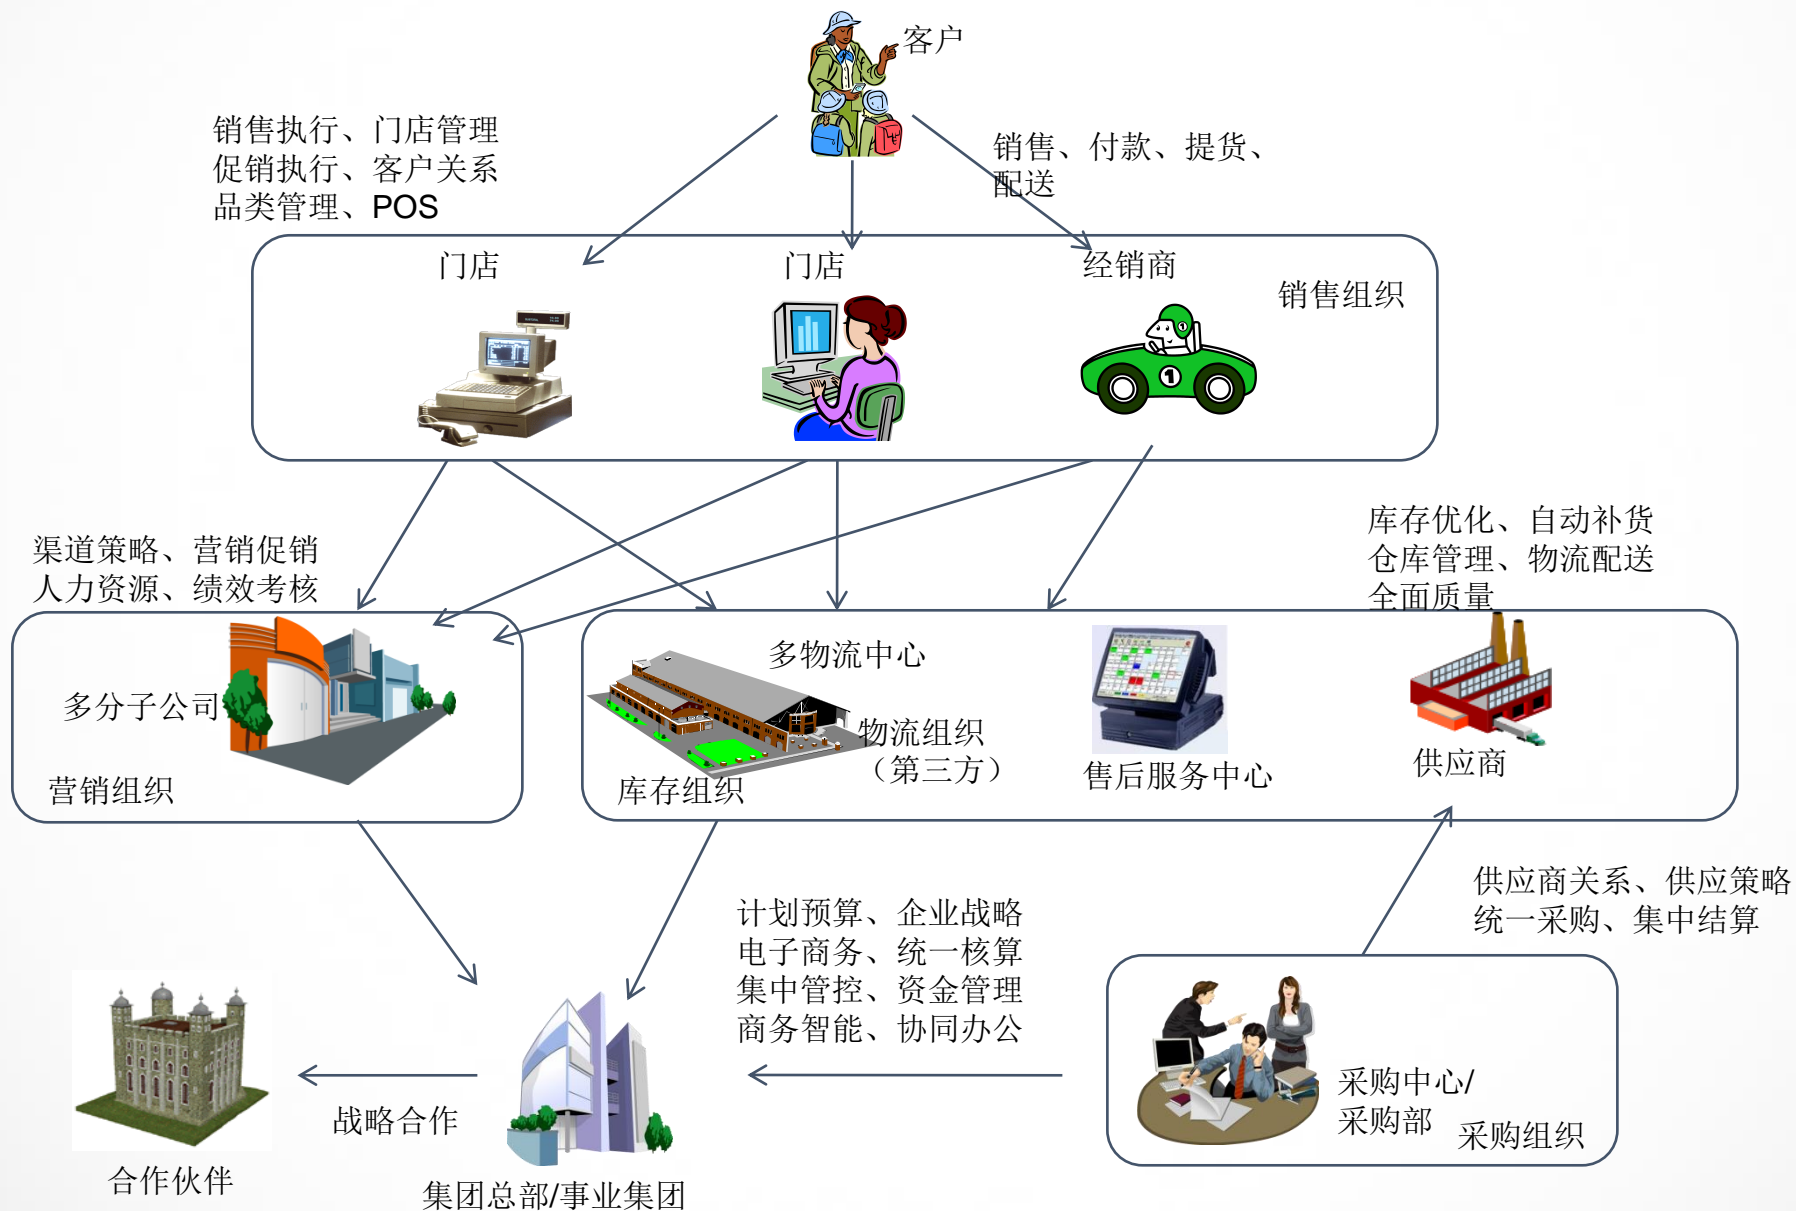 客户
销售执行、门店管理
促销执行、客户关系
品类管理、POS
销售、付款、提货、
配送
门店
门店
经销商
销售组织
渠道策略、营销促销
人力资源、绩效考核
库存优化、自动补货
仓库管理、物流配送
全面质量
多分子公司
营销组织
多物流中心
物流组织
（第三方）
库存组织
售后服务中心
供应商
供应商关系、供应策略
统一采购、集中结算
计划预算、企业战略
电子商务、统一核算
集中管控、资金管理
商务智能、协同办公
采购中心/
采购部
采购组织
战略合作
合作伙伴
集团总部/事业集团